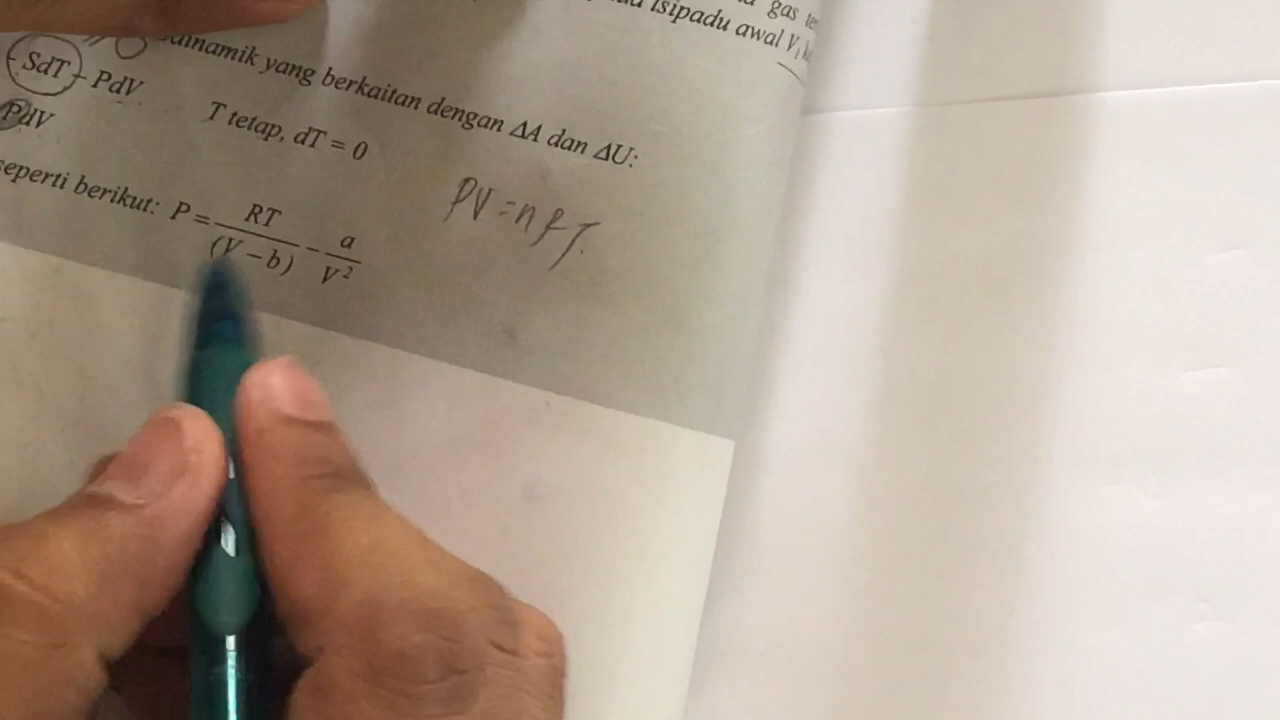 gas
isipadu awal V₁
dinamik yang berkaitan dengan ΔA dan ΔU:
- SdT - PdV
PdV
T tetap, dT = 0
seperti berikut: P = RT/(V - b) - a/V²
PV = nRT.